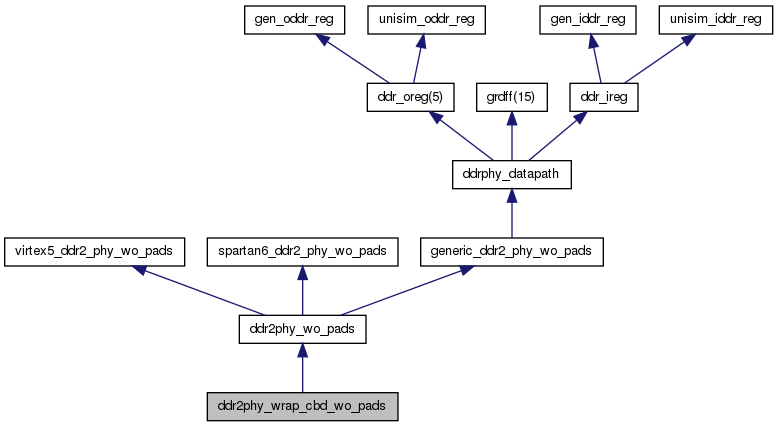 gen_oddr_reg
unisim_oddr_reg
gen_iddr_reg
unisim_iddr_reg
ddr_oreg(5)
grdff(15)
ddr_ireg
ddrphy_datapath
virtex5_ddr2_phy_wo_pads
spartan6_ddr2_phy_wo_pads
generic_ddr2_phy_wo_pads
ddr2phy_wo_pads
ddr2phy_wrap_cbd_wo_pads